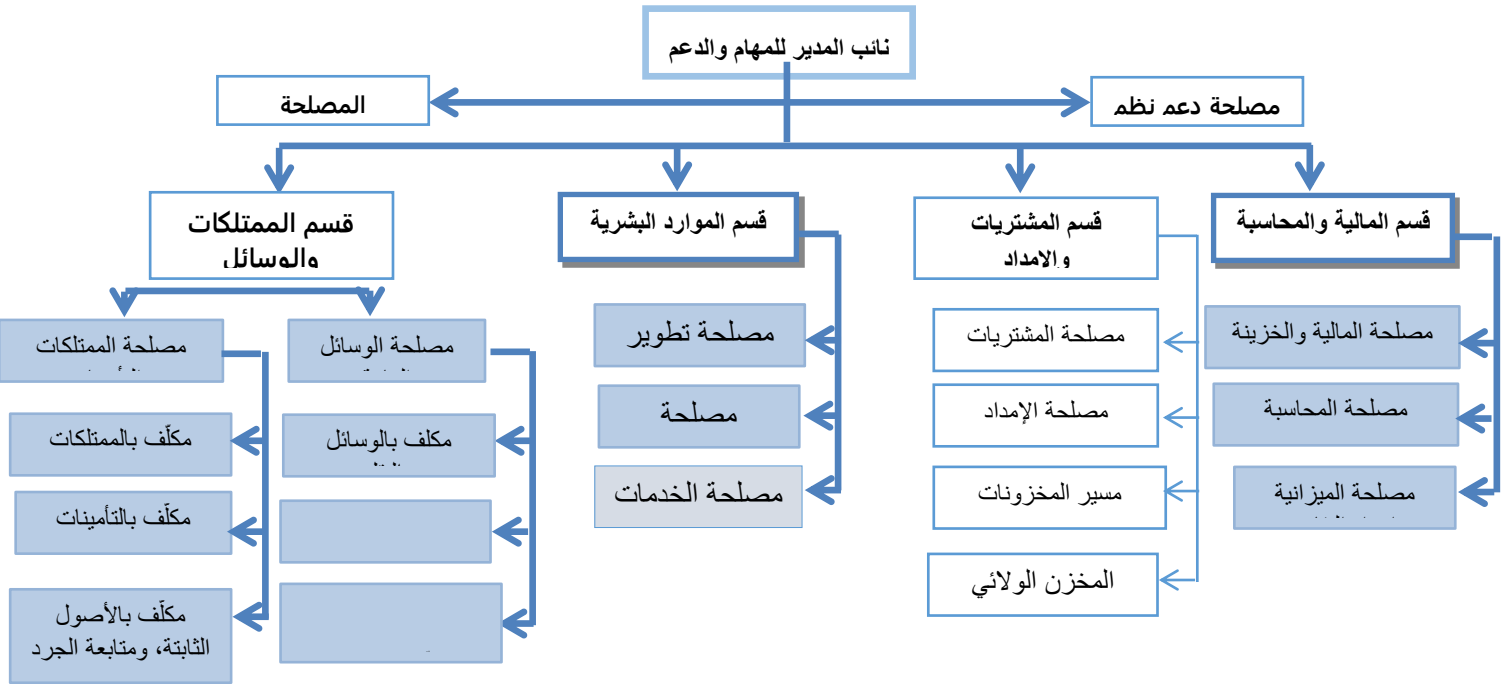 نائب المدير للمهام والدعم
مصلحة دعم نظم
المصلحة
قسم المالية والمحاسبة
قسم المشتريات
والإمداد
قسم الموارد البشرية
قسم الممتلكات
والوسائل
مصلحة المالية والخزينة
مصلحة المحاسبة
مصلحة الميزانية
مصلحة المشتريات
مصلحة الإمداد
مسير المخزونات
المخزن الولائي
مصلحة تطوير
مصلحة
مصلحة الخدمات
مصلحة الوسائل
مكلف بالوسائل
مصلحة الممتلكات
مكلّف بالممتلكات
مكلّف بالتأمينات
مكلّف بالأصول
الثابتة، ومتابعة الجرد